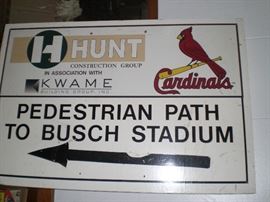 H HUNT
CONSTRUCTION GROUP
IN ASSOCIATION WITH
KWAME
BUILDING GROUP, INC.
Cardinals
PEDESTRIAN PATH
TO BUSCH STADIUM